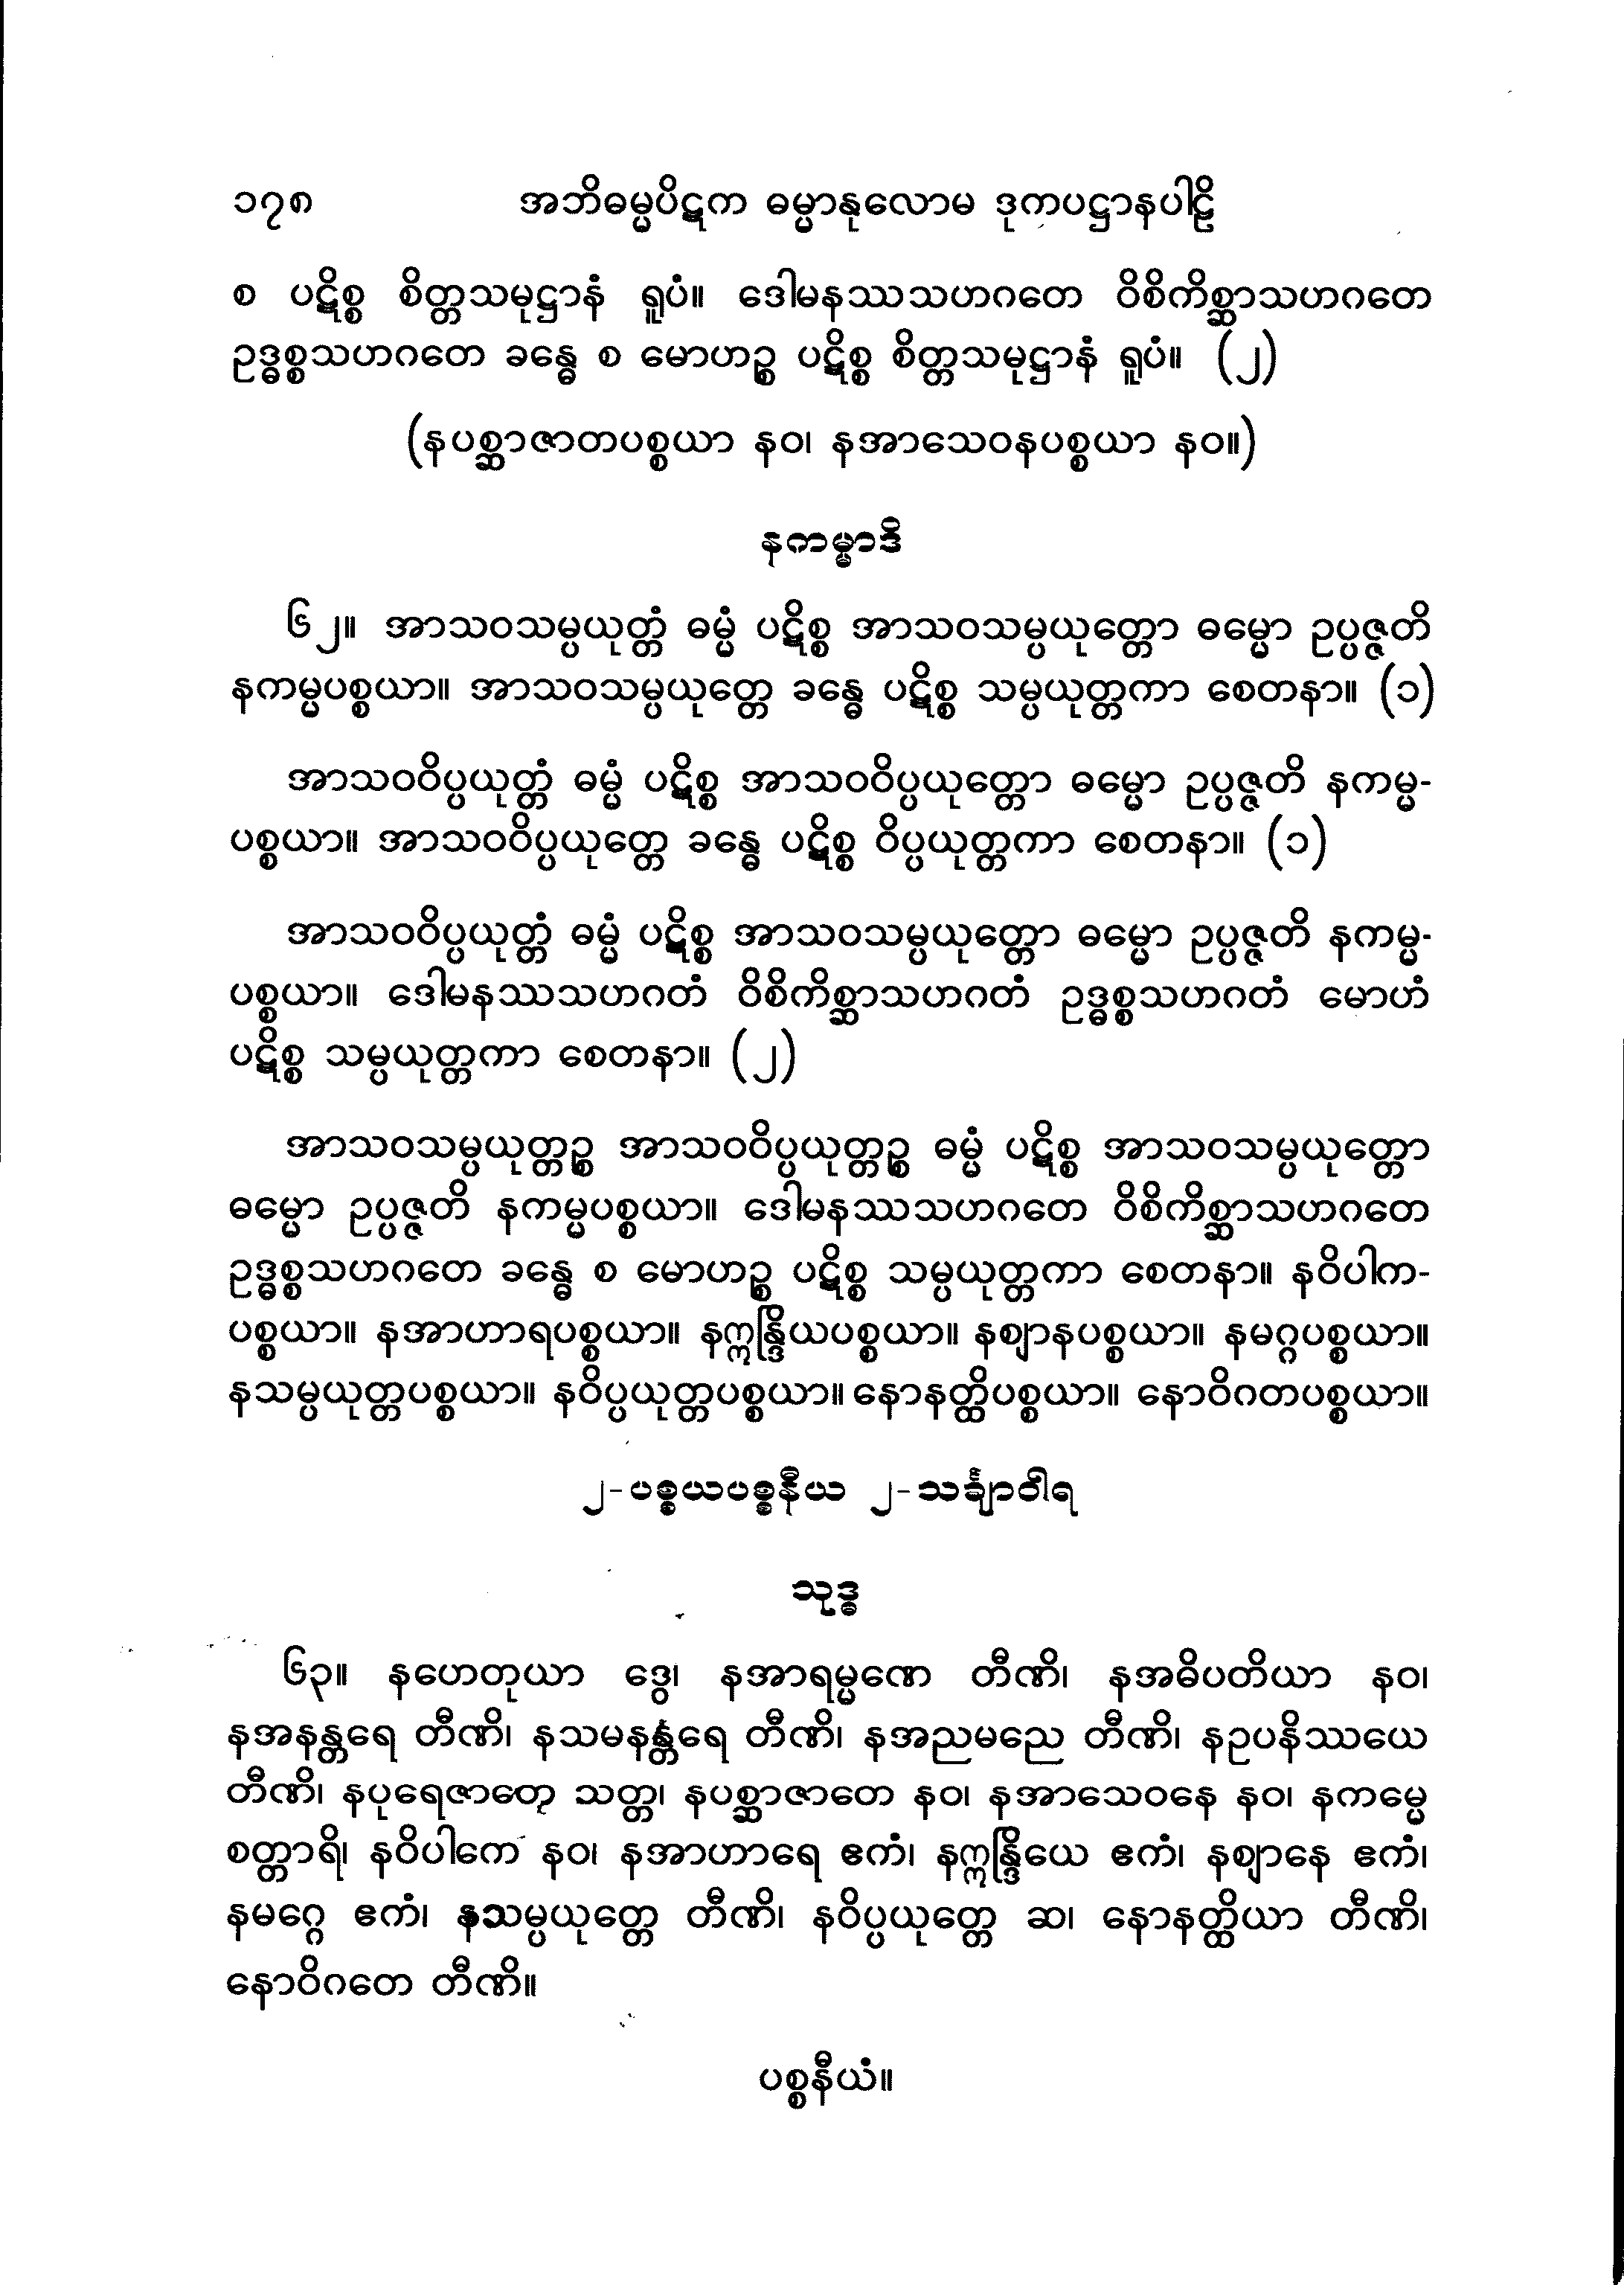 ၁၇၈ အဘိဓမ္မပိဋက ဓမ္မာနုလောမ ဒုကပဋ္ဌာနပါဠိ
စ ပဋိစ္စ စိတ္တသမုဋ္ဌာနံ ရူပံ။ ဒေါမနဿသဟဂတေ ဝိစိကိစ္ဆာသဟဂတေ
ဥဒ္ဓစ္စသဟဂတေ ခန္ဓေ စ မောဟဉ္စ ပဋိစ္စ စိတ္တသမုဋ္ဌာနံ ရူပံ။ (၂)
(နပစ္ဆာဇာတပစ္စယာ နဝ၊ နအာသေဝနပစ္စယာ နဝ။)
နကမ္မာဒိ
၆၂။ အာသဝသမ္ပယုတ္တံ ဓမ္မံ ပဋိစ္စ အာသဝသမ္ပယုတ္တော ဓမ္မော ဥပ္ပဇ္ဇတိ
နကမ္မပစ္စယာ။ အာသဝသမ္ပယုတ္တေ ခန္ဓေ ပဋိစ္စ သမ္ပယုတ္တကာ စေတနာ။ (၁)
အာသဝဝိပ္ပယုတ္တံ ဓမ္မံ ပဋိစ္စ အာသဝဝိပ္ပယုတ္တော ဓမ္မော ဥပ္ပဇ္ဇတိ နကမ္မ-
ပစ္စယာ။ အာသဝဝိပ္ပယုတ္တေ ခန္ဓေ ပဋိစ္စ ဝိပ္ပယုတ္တကာ စေတနာ။ (၁)
အာသဝဝိပ္ပယုတ္တံ ဓမ္မံ ပဋိစ္စ အာသဝသမ္ပယုတ္တော ဓမ္မော ဥပ္ပဇ္ဇတိ နကမ္မ-
ပစ္စယာ။ ဒေါမနဿသဟဂတံ ဝိစိကိစ္ဆာသဟဂတံ ဥဒ္ဓစ္စသဟဂတံ မောဟံ
ပဋိစ္စ သမ္ပယုတ္တကာ စေတနာ။ (၂)
အာသဝသမ္ပယုတ္တဉ္စ အာသဝဝိပ္ပယုတ္တဉ္စ ဓမ္မံ ပဋိစ္စ အာသဝသမ္ပယုတ္တော
ဓမ္မော ဥပ္ပဇ္ဇတိ နကမ္မပစ္စယာ။ ဒေါမနဿသဟဂတေ ဝိစိကိစ္ဆာသဟဂတေ
ဥဒ္ဓစ္စသဟဂတေ ခန္ဓေ စ မောဟဉ္စ ပဋိစ္စ သမ္ပယုတ္တကာ စေတနာ။ နဝိပါက-
ပစ္စယာ။ နအာဟာရပစ္စယာ။ နဣန္ဒြိယပစ္စယာ။ နဈာနပစ္စယာ။ နမဂ္ဂပစ္စယာ။
နသမ္ပယုတ္တပစ္စယာ။ နဝိပ္ပယုတ္တပစ္စယာ။ နောနတ္ထိပစ္စယာ။ နောဝိဂတပစ္စယာ။
၂-ပစ္စယပစ္စနီယ ၂-သင်္ချာဝါရ
သုဒ္ဓ
၆၃။ နဟေတုယာ ဒွေ၊ နအာရမ္မဏေ တီဏိ၊ နအဓိပတိယာ နဝ၊
နအနန္တရေ တီဏိ၊ နသမနန္တရေ တီဏိ၊ နအညမညေ တီဏိ၊ နဥပနိဿယေ
တီဏိ၊ နပုရေဇာတေ သတ္တ၊ နပစ္ဆာဇာတေ နဝ၊ နအာသေဝနေ နဝ၊ နကမ္မေ
စတ္တာရိ၊ နဝိပါကေ နဝ၊ နအာဟာရေ ဧကံ၊ နဣန္ဒြိယေ ဧကံ၊ နဈာနေ ဧကံ၊
နမဂ္ဂေ ဧကံ၊ နသမ္ပယုတ္တေ တီဏိ၊ နဝိပ္ပယုတ္တေ ဆ၊ နောနတ္ထိယာ တီဏိ၊
နောဝိဂတေ တီဏိ။
ပစ္စနီယံ။